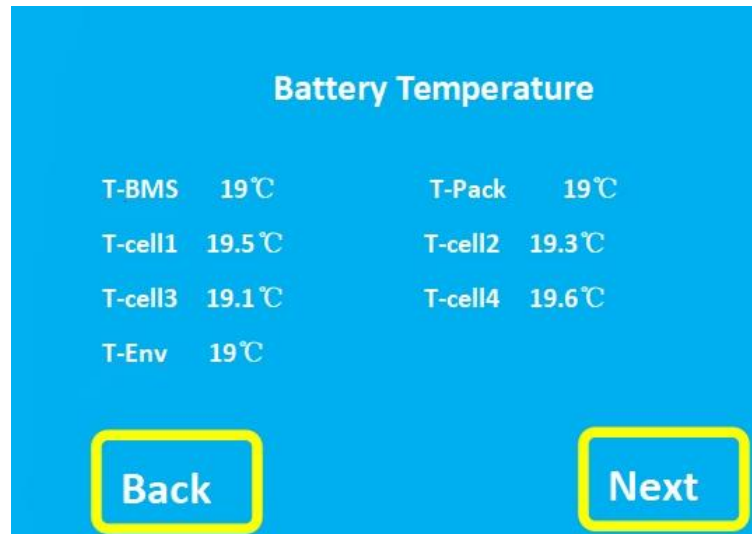 Battery Temperature
T-BMS 19℃ T-Pack 19℃
T-cell1 19.5℃ T-cell2 19.3℃
T-cell3 19.1℃ T-cell4 19.6℃
T-Env 19℃
Back Next